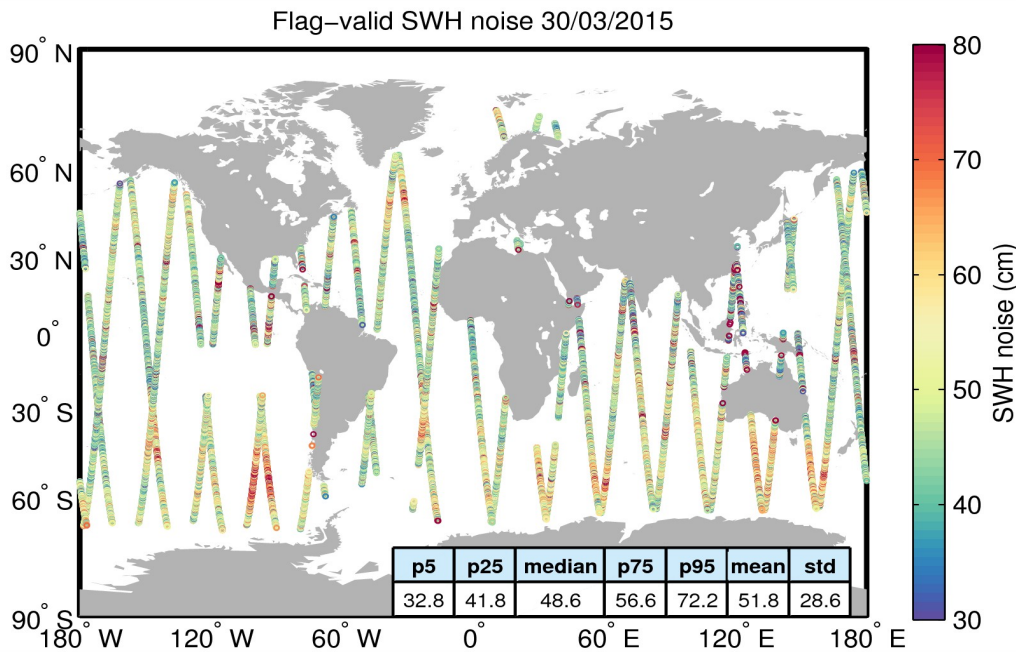 Flag−valid SWH noise 30/03/2015
90° N
60° N
30° N
0°
30° S
60° S
90° S
180° W
120° W
60° W
0°
60° E
120° E
180° E
p5 p25 median p75 p95 mean std
32.8 41.8 48.6 56.6 72.2 51.8 28.6
80
70
60
50
40
30
SWH noise (cm)